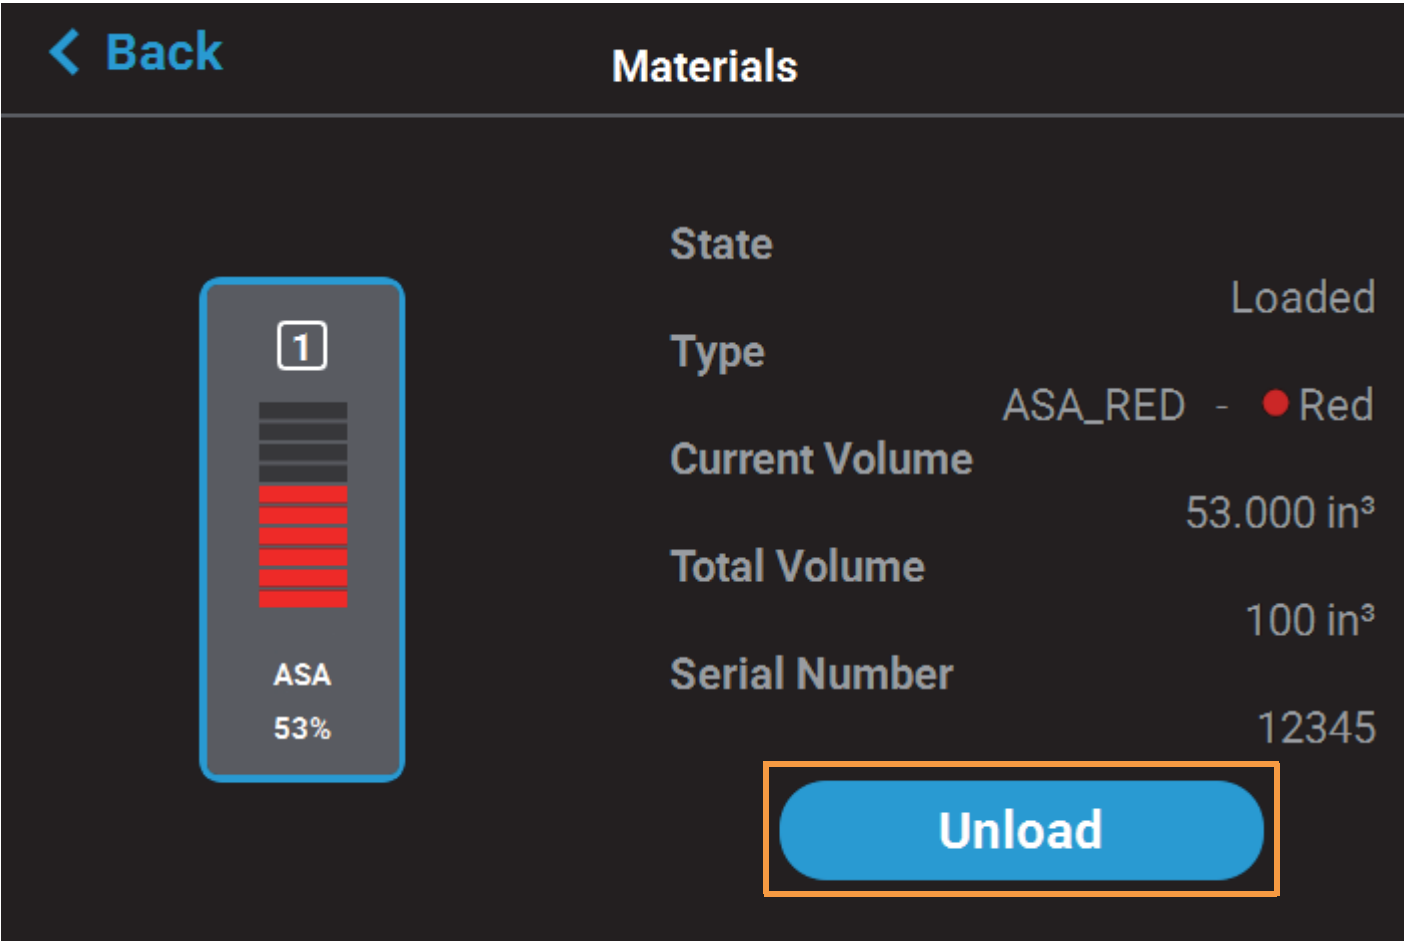 Back
Materials
1
ASA
53%
State
Loaded
Type
ASA_RED - Red
Current Volume
53.000 in³
Total Volume
100 in³
Serial Number
12345
Unload